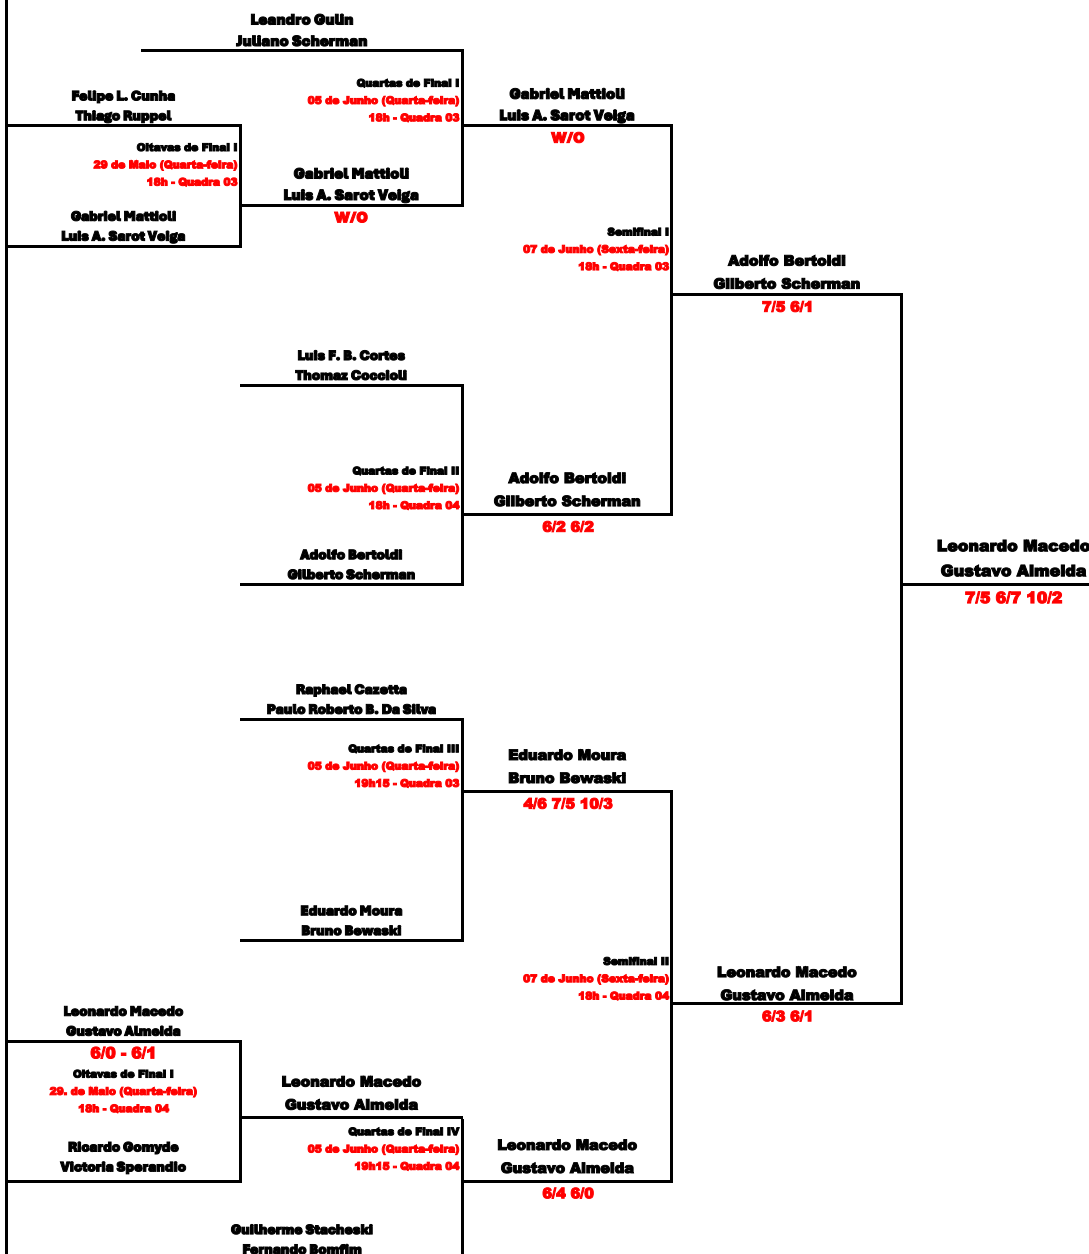 Leandro Gulin
Juliano Scherman
Quartas de Final I
05 de Junho (Quarta-feira)
18h - Quadra 03
Felipe L. Cunha
Thiago Ruppel
Gabriel Mattioli
Luis A. Sarot Veiga
W/O
Oitavas de Final I
29 de Maio (Quarta-feira)
16h - Quadra 03
Gabriel Mattioli
Luis A. Sarot Veiga
W/O
Gabriel Mattioli
Luis A. Sarot Veiga
Semifinal I
07 de Junho (Sexta-feira)
18h - Quadra 03
Adolfo Bertoldi
Gilberto Scherman
7/5 6/1
Luis F. B. Cortes
Thomaz Coccioli
Quartas de Final II
05 de Junho (Quarta-feira)
18h - Quadra 04
Adolfo Bertoldi
Gilberto Scherman
6/2 6/2
Adolfo Bertoldi
Gilberto Scherman
Leonardo Macedo
Gustavo Almeida
7/5 6/7 10/2
Raphael Cazetta
Paulo Roberto B. Da Silva
Quartas de Final III
05 de Junho (Quarta-feira)
19h15 - Quadra 03
Eduardo Moura
Bruno Bewaski
4/6 7/5 10/3
Eduardo Moura
Bruno Bewaski
Semifinal II
07 de Junho (Sexta-feira)
18h - Quadra 04
Leonardo Macedo
Gustavo Almeida
6/3 6/1
Leonardo Macedo
Gustavo Almeida
6/0 - 6/1
Oitavas de Final I
29. de Maio (Quarta-feira)
18h - Quadra 04
Leonardo Macedo
Gustavo Almeida
Quartas de Final IV
05 de Junho (Quarta-feira)
19h15 - Quadra 04
Ricardo Gomyde
Victoria Sperandio
Leonardo Macedo
Gustavo Almeida
6/4 6/0
Guilherme Stacheski
Fernando Bomfim